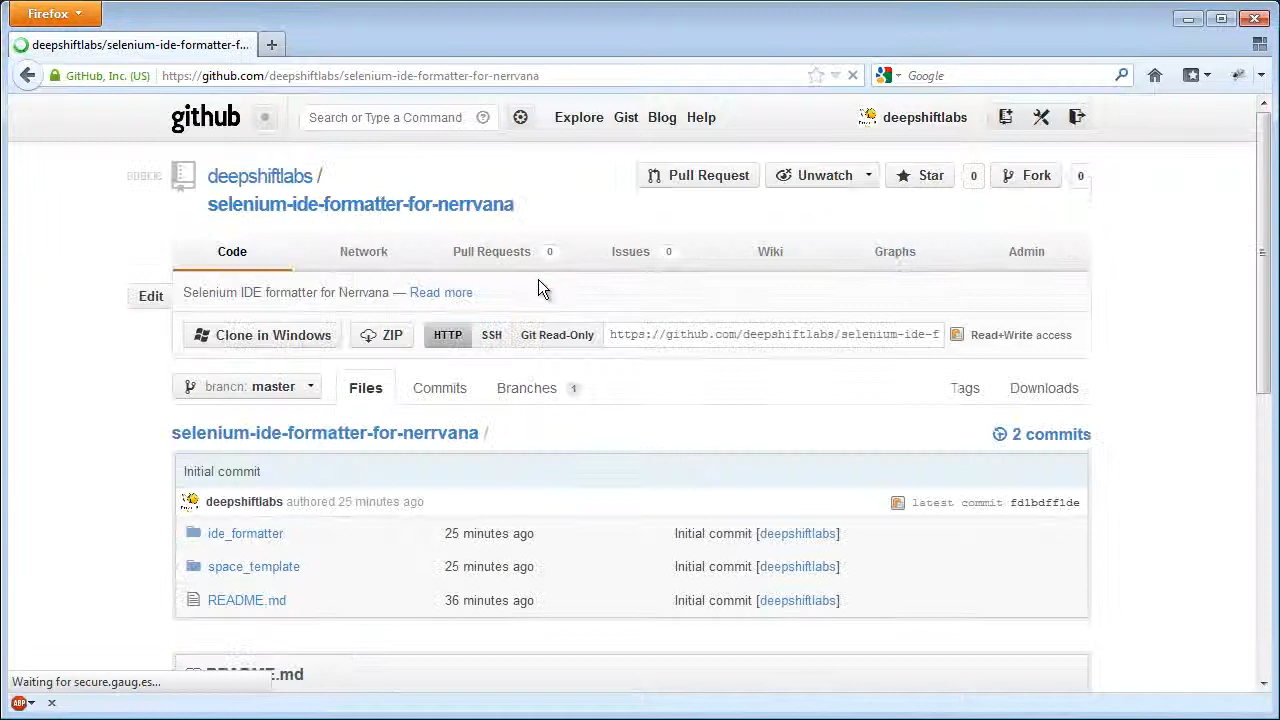 Firefox
deepshiftlabs/selenium-ide-formatter-f...
GitHub, Inc. (US) http://github.com/deepshiftlabs/selenium-ide-formatter-for-nerrvana Google
github Search or Type a Command Explore Gist Blog Help deepshiftlabs
deepshiftlabs / Pull Request Unwatch Star 0 Fork 0
selenium-ide-formatter-for-nerrvana
Code Network Pull Requests 0 Issues 0 Wiki Graphs Admin
Selenium IDE formatter for Nerrvana — Read more
Edit
Clone in Windows ZIP HTTP SSH Git Read-Only https://github.com/deepshiftlabs/selenium-ide-f Read+Write access
branch: master Files Commits Branches 1 Tags Downloads
selenium-ide-formatter-for-nerrvana / 2 commits
Initial commit
deepshiftlabs authored 25 minutes ago latest commit fd1bdff1de
ide_formatter 25 minutes ago Initial commit [deepshiftlabs]
space_template 25 minutes ago Initial commit [deepshiftlabs]
README.md 36 minutes ago Initial commit [deepshiftlabs]
README.md
Waiting for secure.gaug.es...
ABP